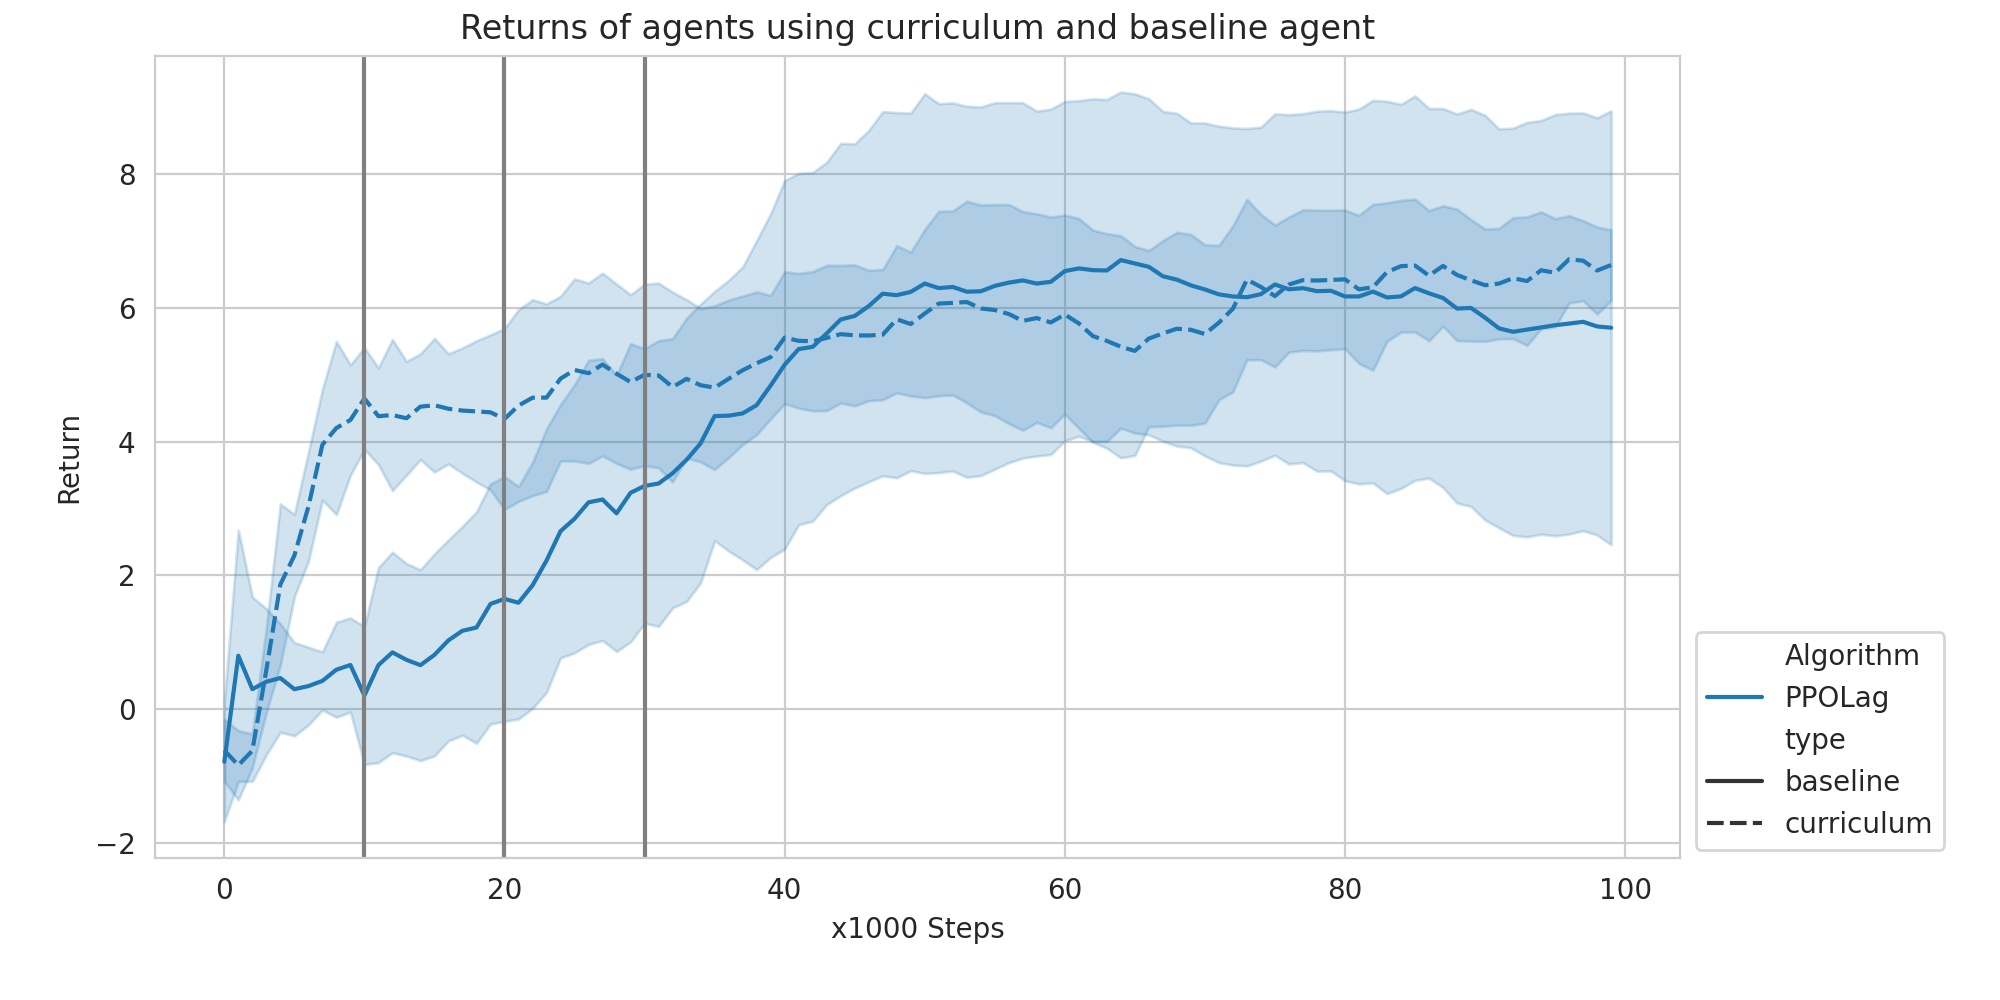 Returns of agents using curriculum and baseline agent
Return
8
6
4
2
0
−2
0 20 40 60 80 100
x1000 Steps
Algorithm
PPOLag
type
baseline
curriculum